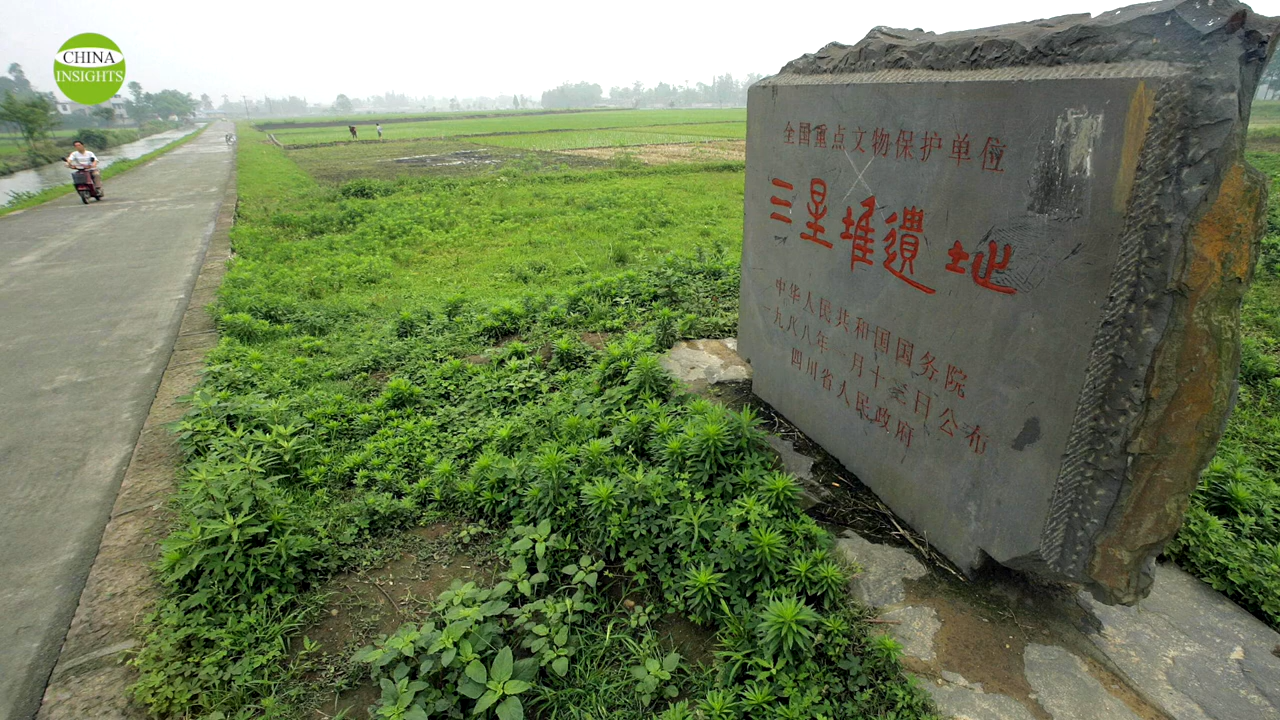 CHINA
INSIGHTS
全国重点文物保护单位
三星堆遺址
中华人民共和国国务院
一九八八年一月十三日公布
四川省人民政府